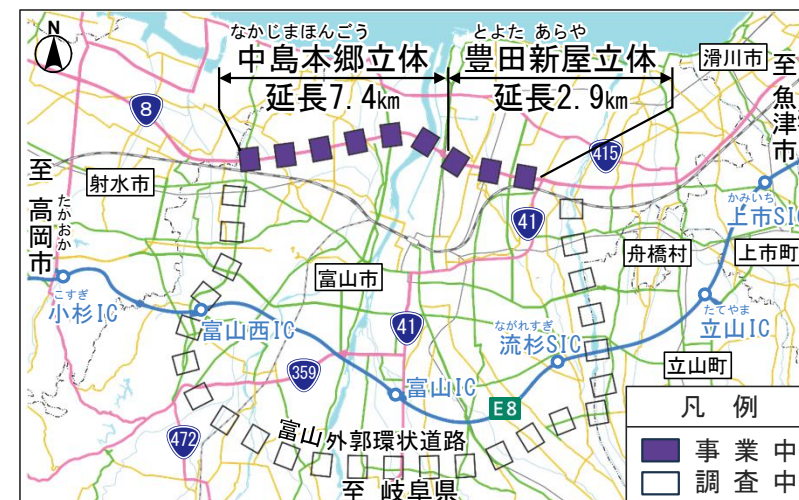 N
なかじまほんごう
中島本郷立体
延長7.4km
とよた あらや
豊田新屋立体
延長2.9km
滑川市
至 魚津市
8
415
至 高岡市
たかおか
射水市
41
かみいち
上市SIC
舟橋村
上市町
富山市
こすぎ
小杉IC
富山西IC
41
ながれすぎ
流杉SIC
たてやま
立山IC
立山町
359
富山IC
E8
472
富山外郭環状道路
至 岐阜県
凡 例
事 業 中
調 査 中